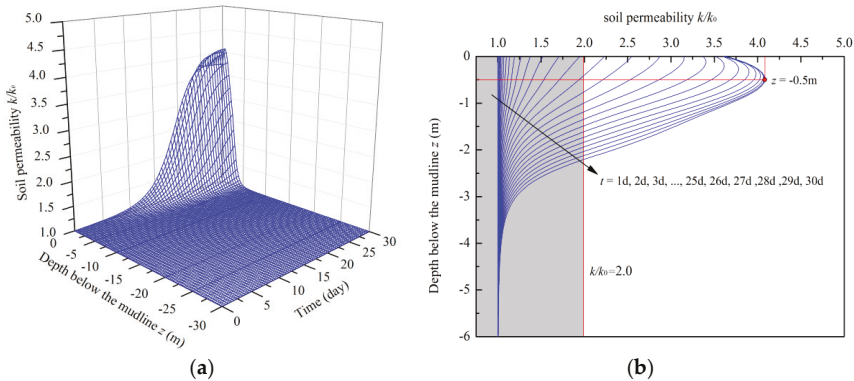 5.0
4.5
4.0
3.5
3.0
2.5
2.0
1.5
1.0
Soil permeability k/k₀
0
-5
-10
-15
-20
-25
-30
Depth below the mudline z (m)
0
5
10
15
20
25
30
Time (day)
(a)
soil permeability k/k₀
1.0 1.5 2.0 2.5 3.0 3.5 4.0 4.5 5.0
0
-1
-2
-3
-4
-5
-6
Depth below the mudline z (m)
z = -0.5m
t = 1d, 2d, 3d, ..., 25d, 26d, 27d ,28d ,29d, 30d
k/k₀=2.0
(b)